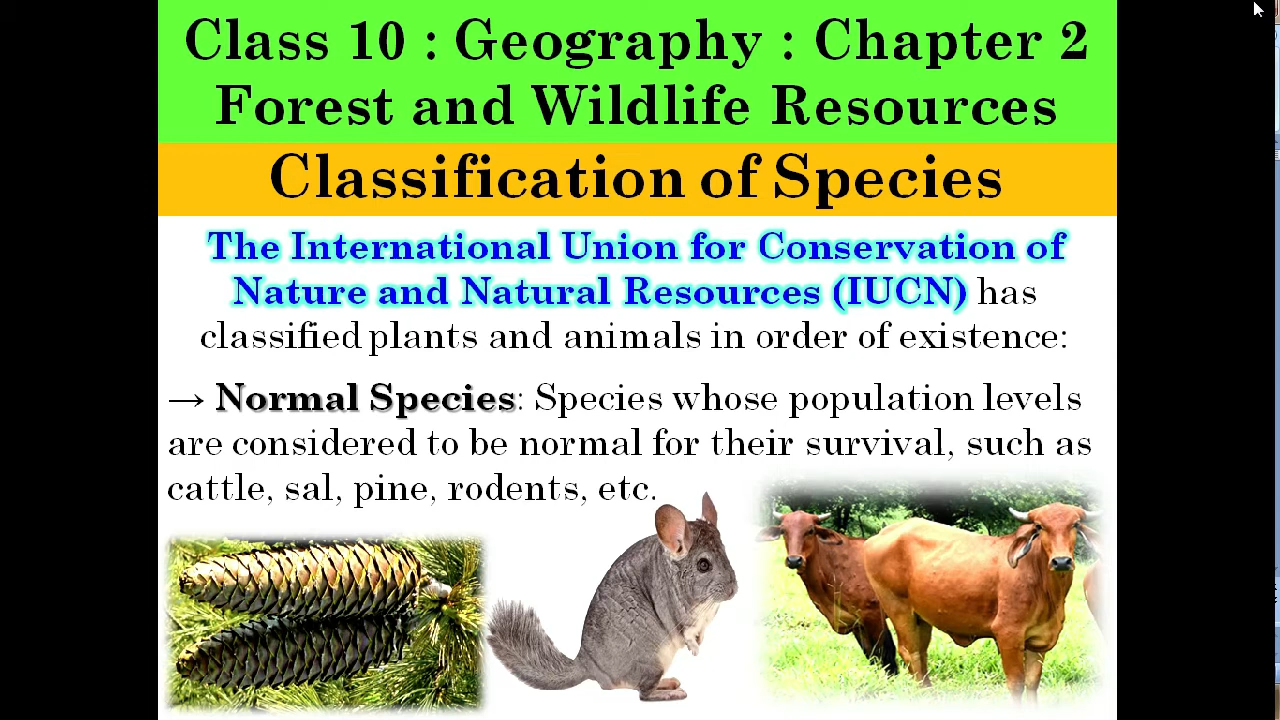 Class 10 : Geography : Chapter 2
Forest and Wildlife Resources
Classification of Species
The International Union for Conservation of
Nature and Natural Resources (IUCN) has
classified plants and animals in order of existence:
→ Normal Species: Species whose population levels
are considered to be normal for their survival, such as
cattle, sal, pine, rodents, etc.